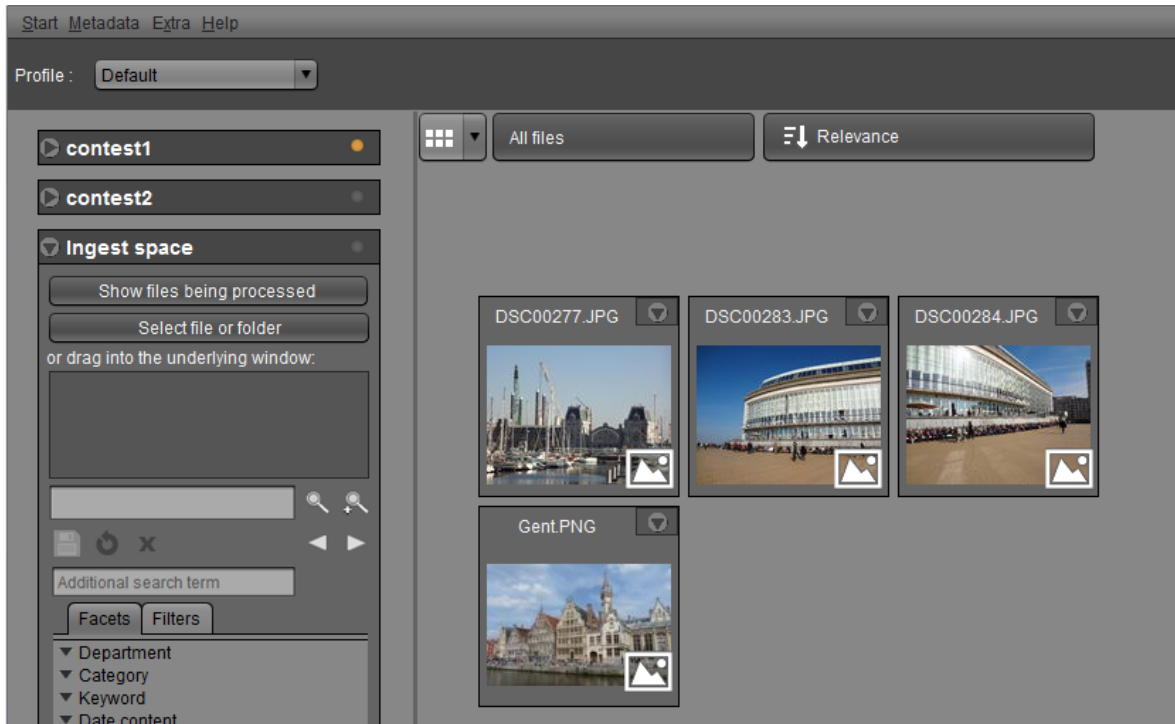 Start Metadata Extra Help
Profile : Default
contest1
contest2
Ingest space
Show files being processed
Select file or folder
or drag into the underlying window:
Additional search term
Facets Filters
Department
Category
Keyword
Date content
All files Relevance
DSC00277.JPG DSC00283.JPG DSC00284.JPG
Gent.PNG